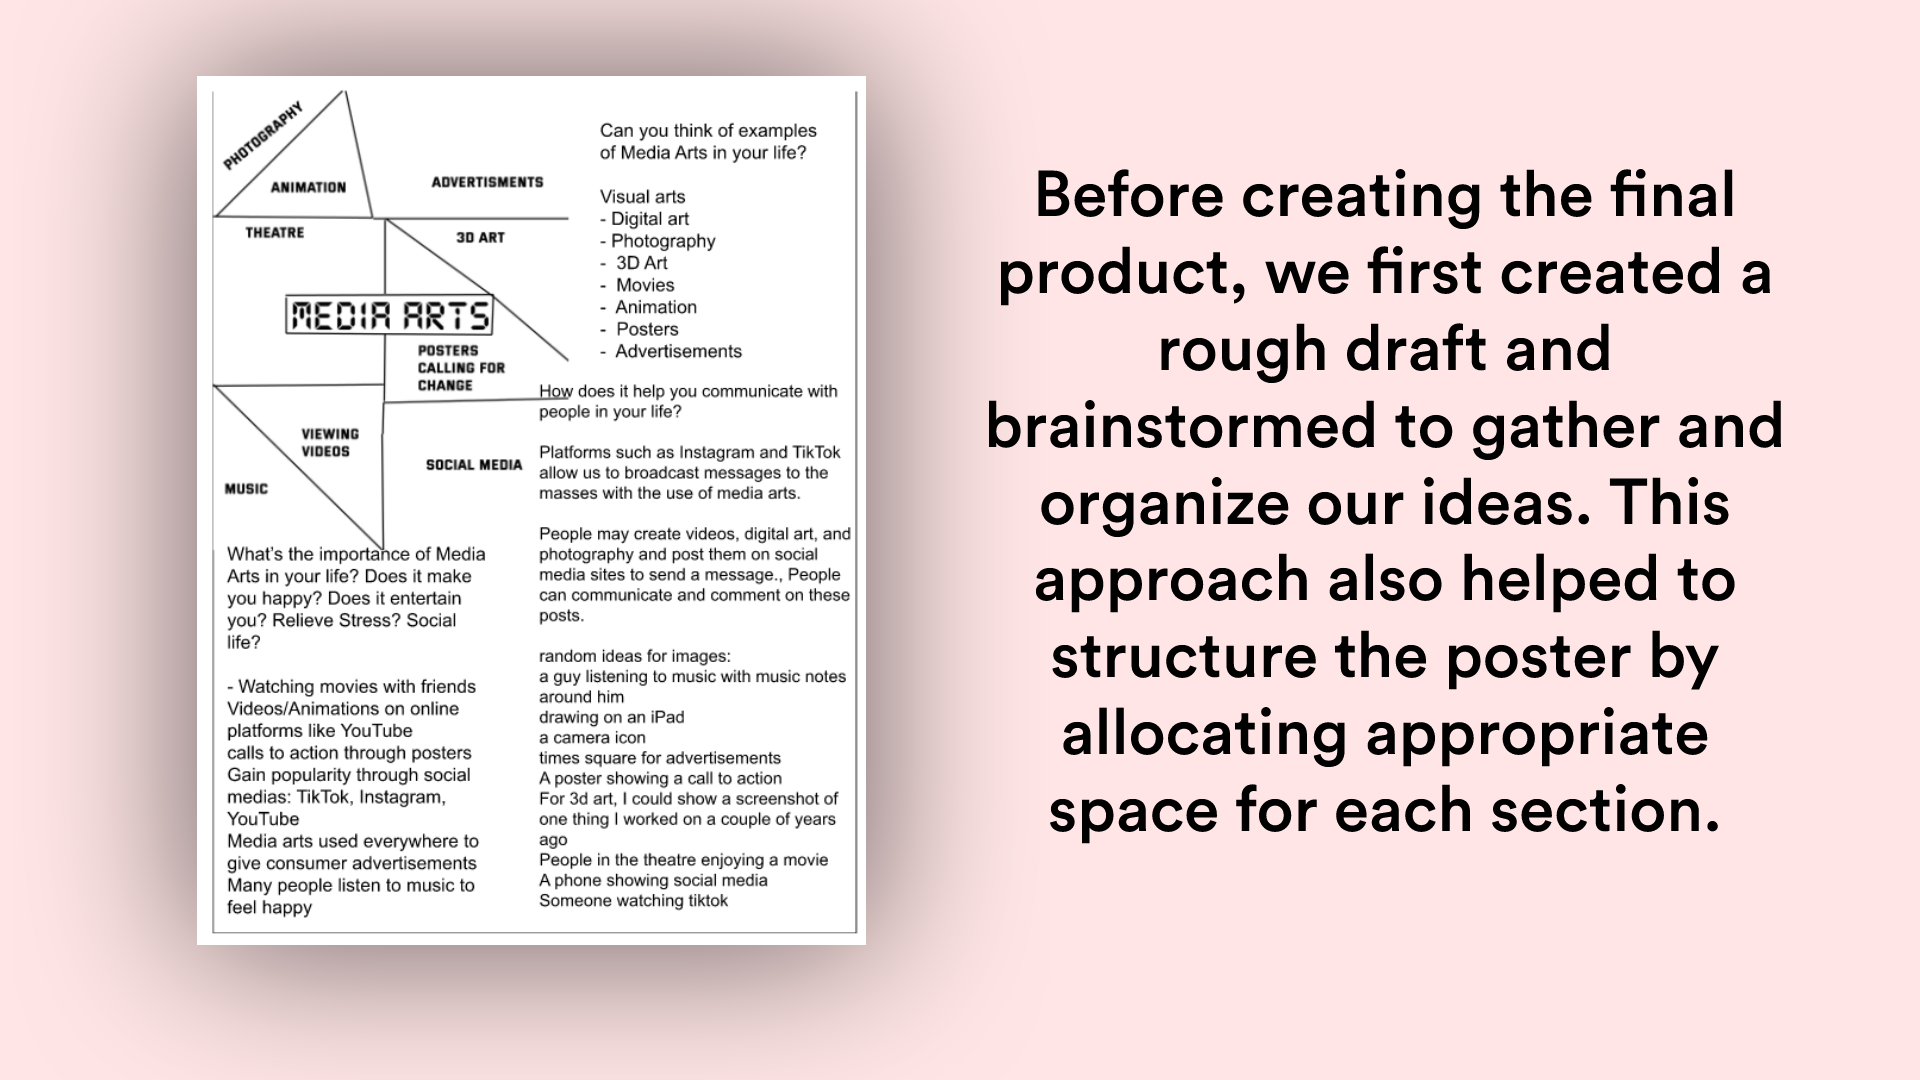 PHOTOGRAPHY
ANIMATION
ADVERTISMENTS
THEATRE
3D ART
MEDIA ARTS
POSTERS
CALLING FOR
CHANGE
VIEWING
VIDEOS
SOCIAL MEDIA
MUSIC
Can you think of examples
of Media Arts in your life?
Visual arts
- Digital art
- Photography
- 3D Art
- Movies
- Animation
- Posters
- Advertisements
How does it help you communicate with
people in your life?
Platforms such as Instagram and TikTok
allow us to broadcast messages to the
masses with the use of media arts.
People may create videos, digital art, and
photography and post them on social
media sites to send a message., People
can communicate and comment on these
posts.
random ideas for images:
a guy listening to music with music notes
around him
drawing on an iPad
a camera icon
times square for advertisements
A poster showing a call to action
For 3d art, I could show a screenshot of
one thing I worked on a couple of years
ago
People in the theatre enjoying a movie
A phone showing social media
Someone watching tiktok
What's the importance of Media
Arts in your life? Does it make
you happy? Does it entertain
you? Relieve Stress? Social
life?
- Watching movies with friends
Videos/Animations on online
platforms like YouTube
calls to action through posters
Gain popularity through social
medias: TikTok, Instagram,
YouTube
Media arts used everywhere to
give consumer advertisements
Many people listen to music to
feel happy
Before creating the final
product, we first created a
rough draft and
brainstormed to gather and
organize our ideas. This
approach also helped to
structure the poster by
allocating appropriate
space for each section.